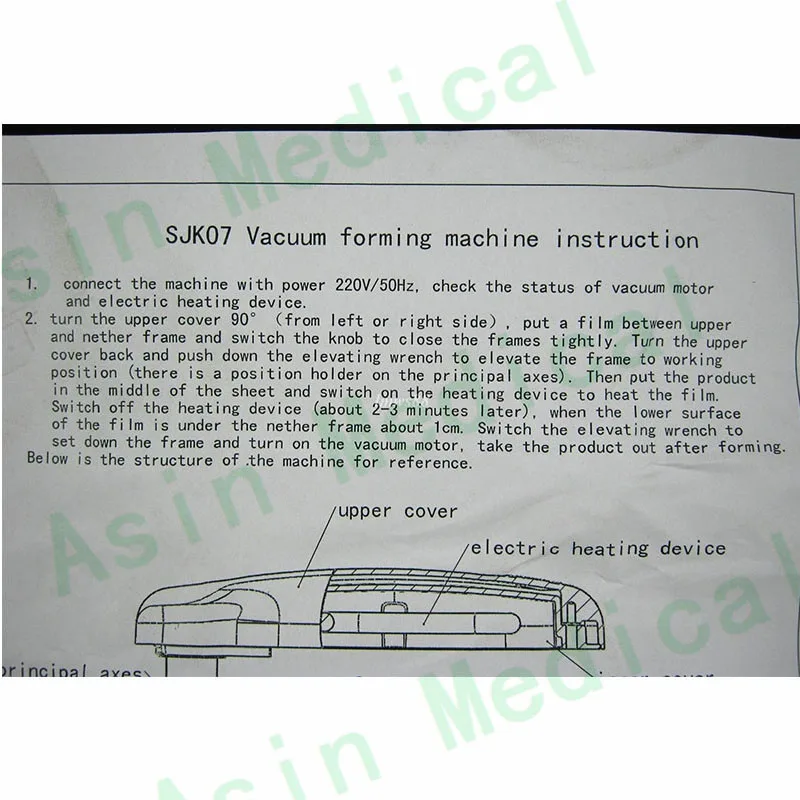 Asin Medical
SJK07 Vacuum forming machine instruction
1. connect the machine with power 220V/50Hz, check the status of vacuum motor
and electric heating device.
2. turn the upper cover 90° (from left or right side), put a film between upper
and nether frame and switch the knob to close the frames tightly. Turn the upper
cover back and push down the elevating wrench to elevate the frame to working
position (there is a position holder on the principal axes). Then put the product
in the middle of the sheet and switch on the heating device to heat the film.
Switch off the heating device (about 2-3 minutes later), when the lower surface
of the film is under the nether frame about 1cm. Switch the elevating wrench to
set down the frame and turn on the vacuum motor, take the product out after forming.
Below is the structure of .the machine for reference.
Asin Medical
upper cover
electric heating device
principal axes
cover
Asin Medical